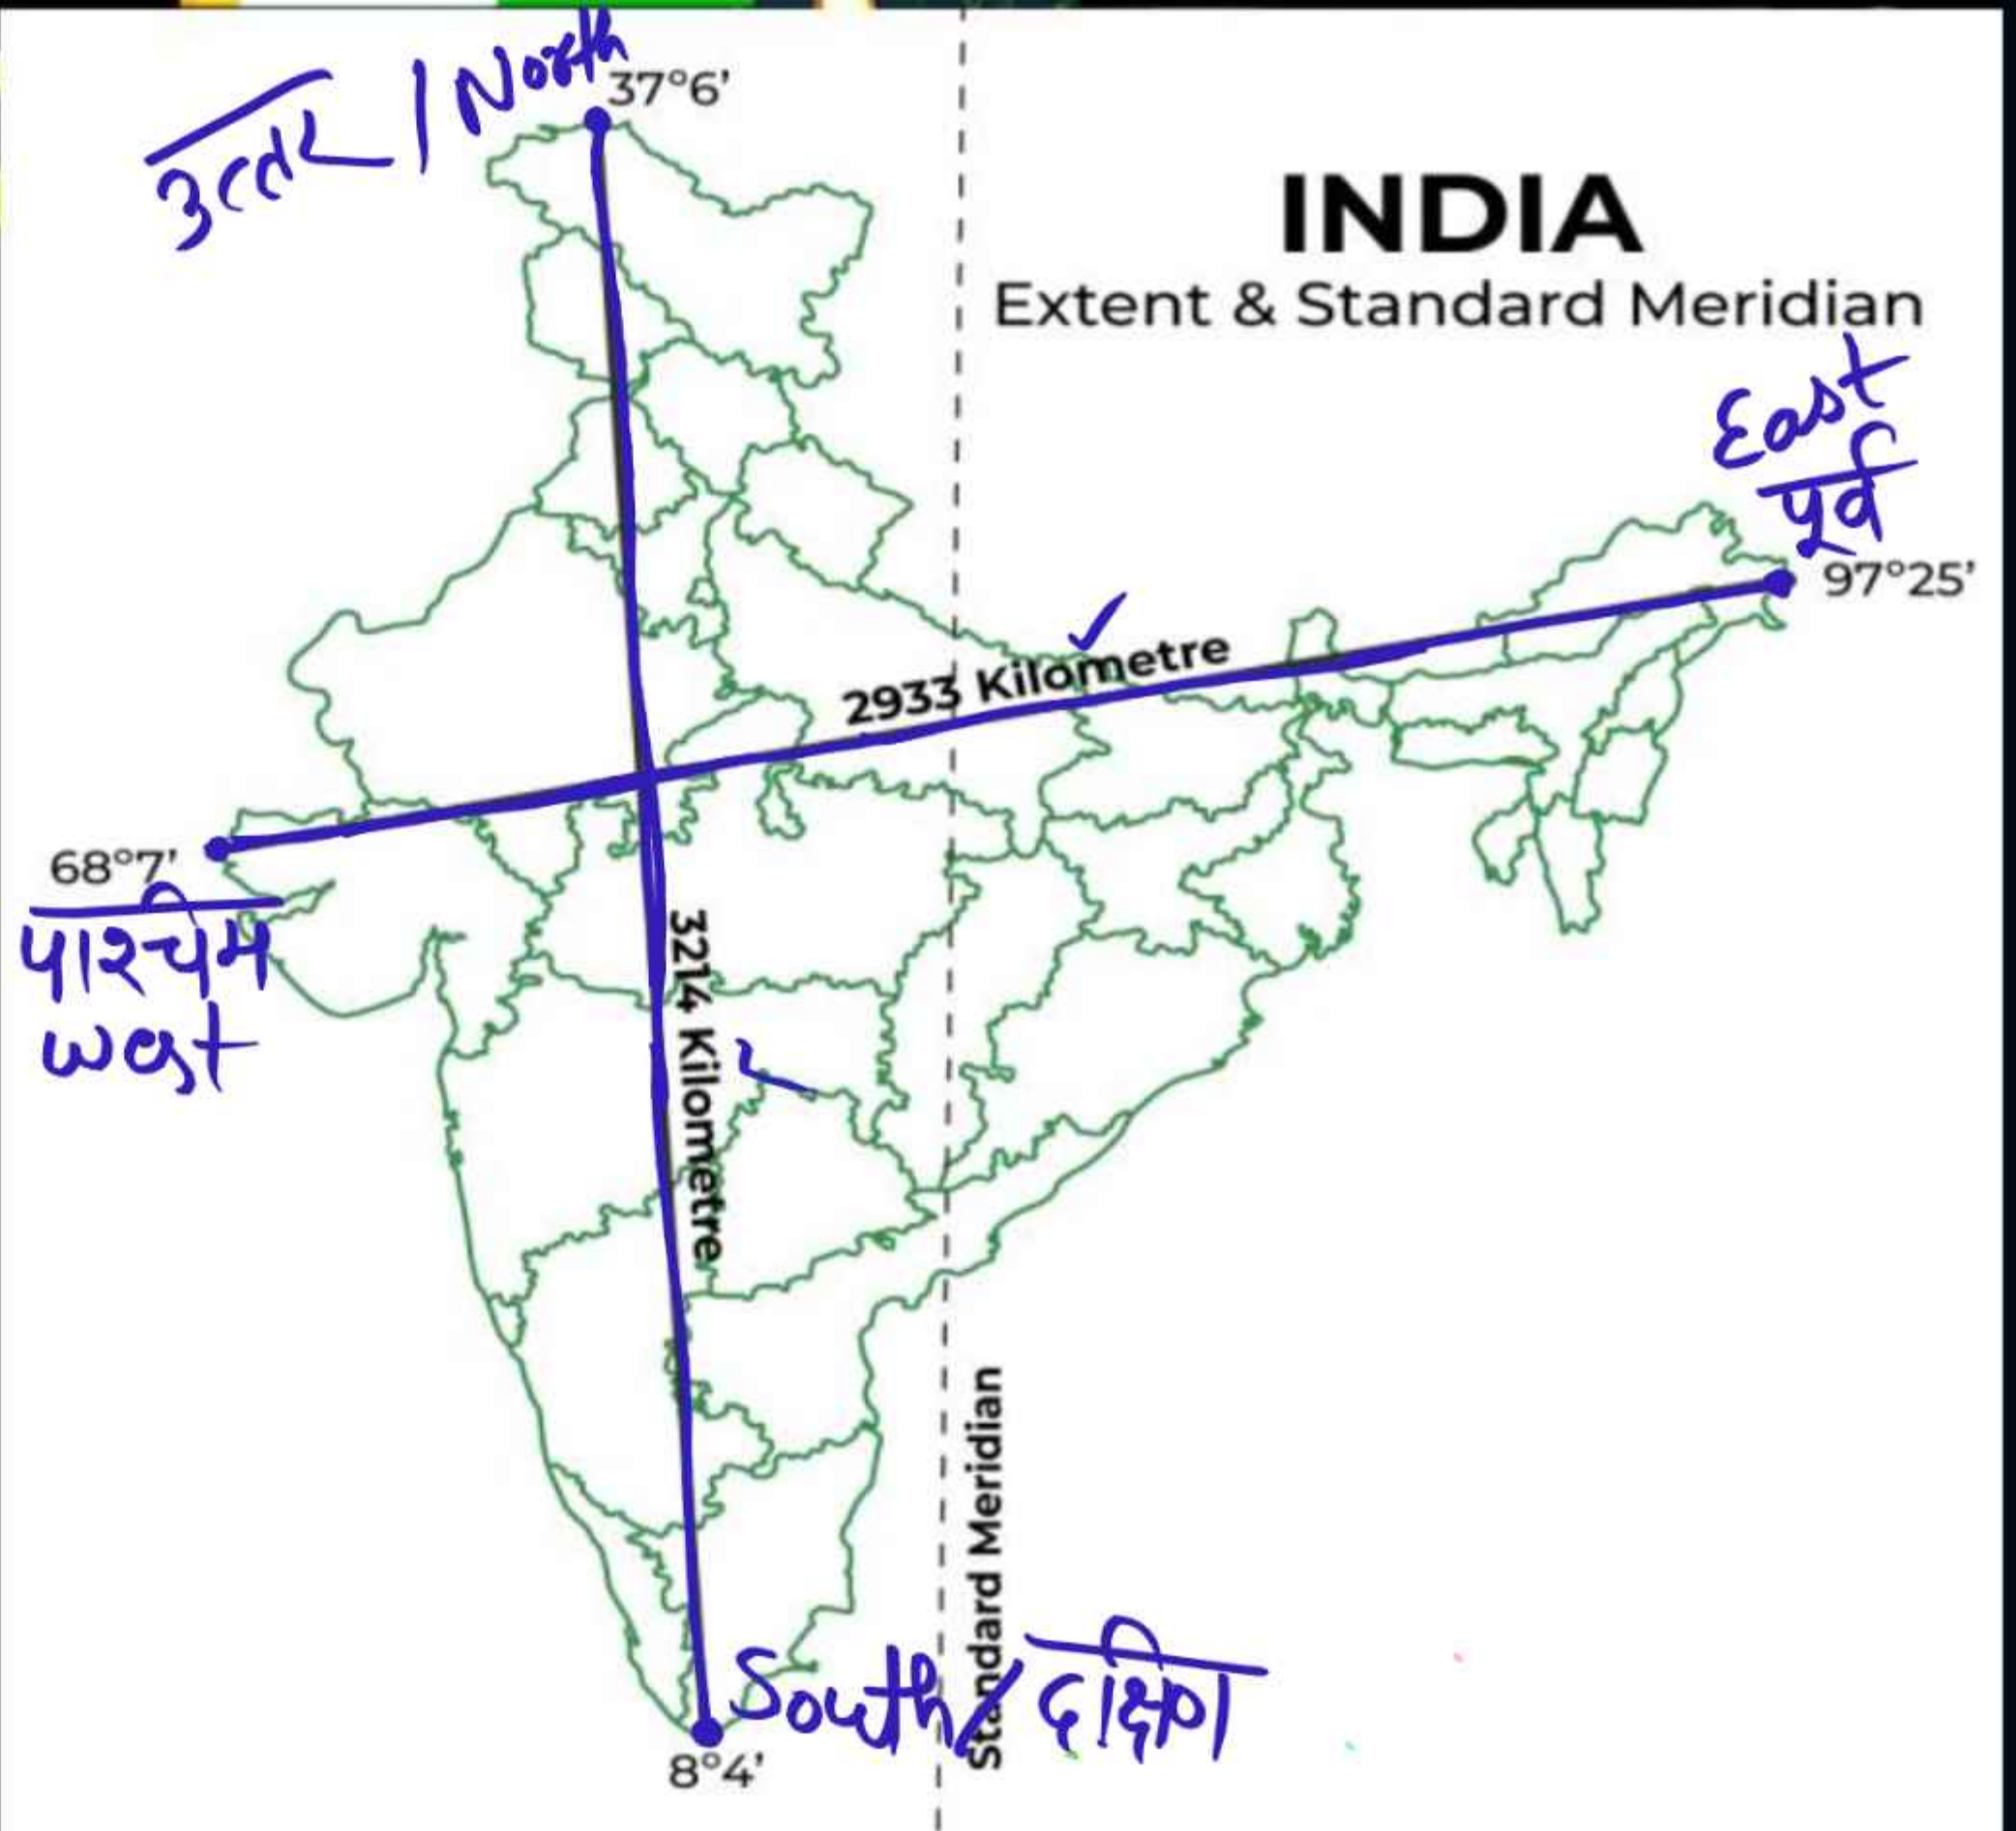 उत्तर / North
37°6'
INDIA
Extent & Standard Meridian
East
पूर्व
97°25'
2933 Kilometre
68°7'
पश्चिम
west
3214 Kilometre
Standard Meridian
South / दक्षिण
8°4'